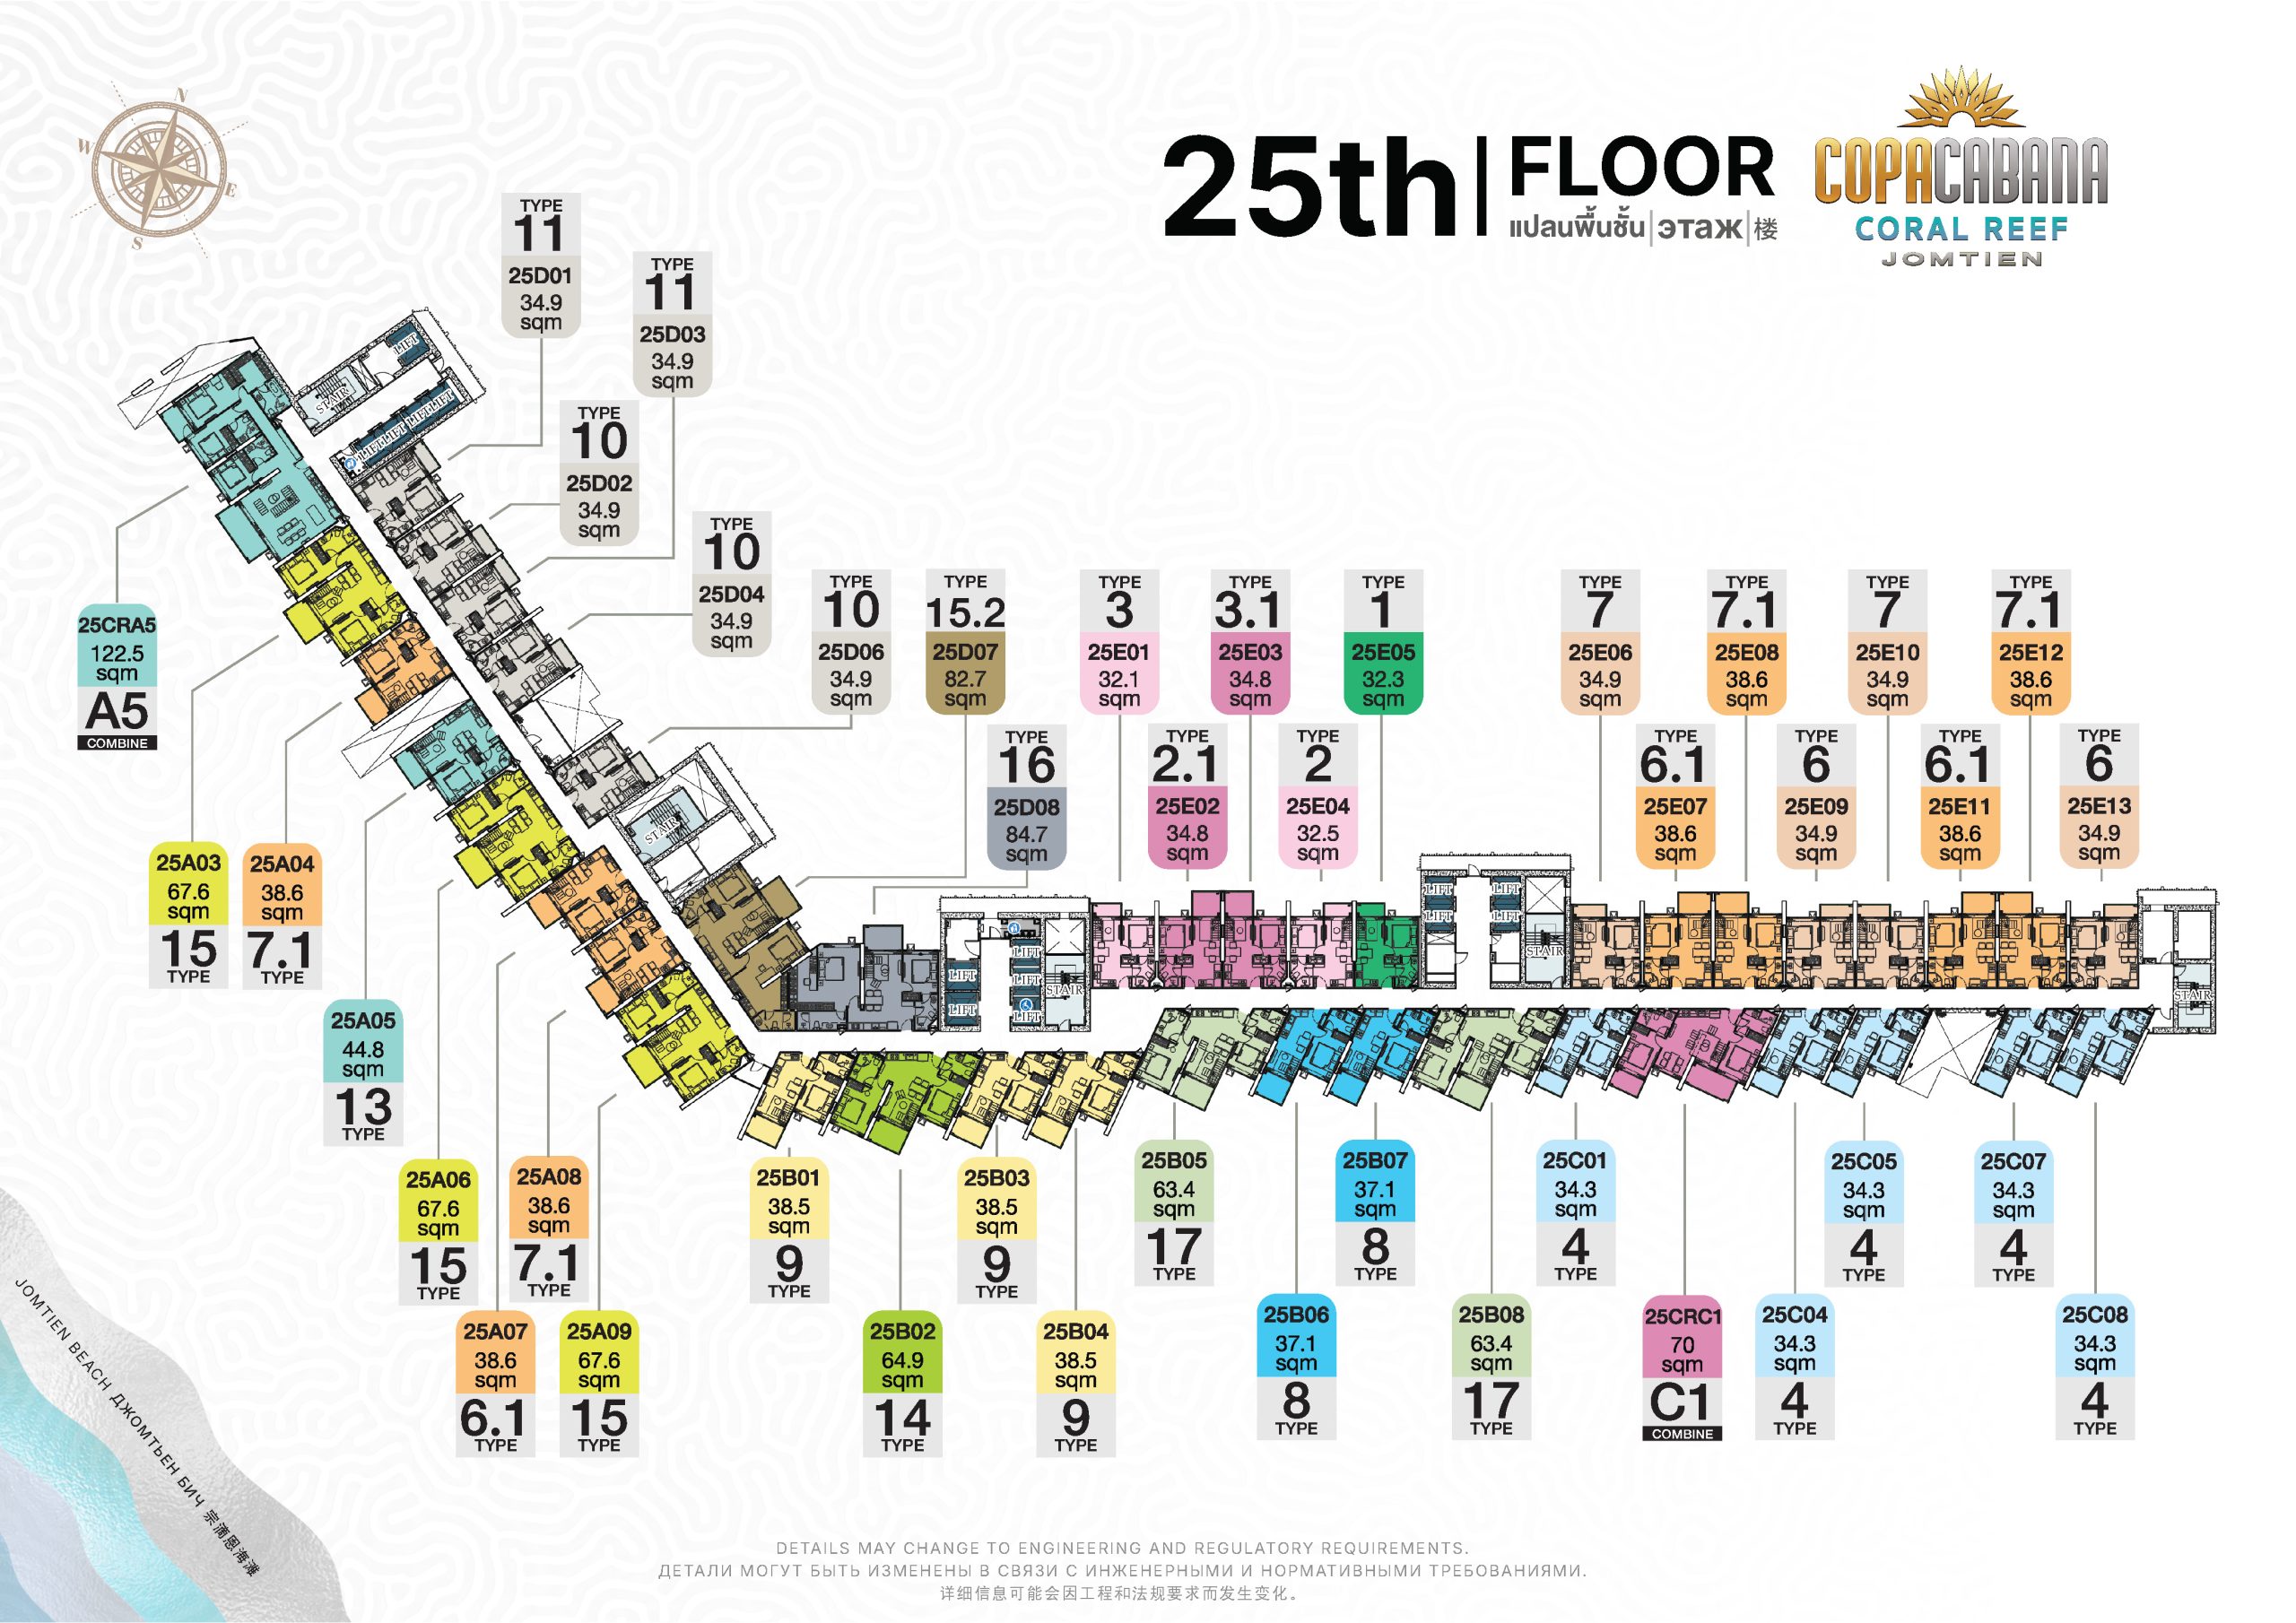 N
W
E
S
25th
FLOOR
แปลนพื้นชั้น
этаж
楼
COPACABANA
CORAL REEF
JOMTIEN
TYPE
11
25D01
34.9
sqm
TYPE
11
25D03
34.9
sqm
TYPE
10
25D02
34.9
sqm
TYPE
10
25D04
34.9
sqm
TYPE
10
25D06
34.9
sqm
TYPE
15.2
25D07
82.7
sqm
TYPE
16
25D08
84.7
sqm
TYPE
3
25E01
32.1
sqm
TYPE
2.1
25E02
34.8
sqm
TYPE
3.1
25E03
34.8
sqm
TYPE
2
25E04
32.5
sqm
TYPE
1
25E05
32.3
sqm
TYPE
7
25E06
34.9
sqm
TYPE
6.1
25E07
38.6
sqm
TYPE
7.1
25E08
38.6
sqm
TYPE
6
25E09
34.9
sqm
TYPE
7
25E10
34.9
sqm
TYPE
6.1
25E11
38.6
sqm
TYPE
7.1
25E12
38.6
sqm
TYPE
6
25E13
34.9
sqm
LIFT
STAIR
LIFT
LIFT
LIFT
LIFT
STAIR
LIFT
LIFT
LIFT
LIFT
LIFT
STAIR
LIFT
LIFT
LIFT
LIFT
STAIR
STAIR
25CRA5
122.5
sqm
A5
COMBINE
25A03
67.6
sqm
15
TYPE
25A04
38.6
sqm
7.1
TYPE
25A05
44.8
sqm
13
TYPE
25A06
67.6
sqm
15
TYPE
25A07
38.6
sqm
6.1
TYPE
25A08
38.6
sqm
7.1
TYPE
25A09
67.6
sqm
15
TYPE
25B01
38.5
sqm
9
TYPE
25B02
64.9
sqm
14
TYPE
25B03
38.5
sqm
9
TYPE
25B04
38.5
sqm
9
TYPE
25B05
63.4
sqm
17
TYPE
25B06
37.1
sqm
8
TYPE
25B07
37.1
sqm
8
TYPE
25B08
63.4
sqm
17
TYPE
25C01
34.3
sqm
4
TYPE
25CRC1
70
sqm
C1
COMBINE
25C04
34.3
sqm
4
TYPE
25C05
34.3
sqm
4
TYPE
25C07
34.3
sqm
4
TYPE
25C08
34.3
sqm
4
TYPE
JOMTIEN BEACH ДЖОМТЬЕН БИЧ 宗滴恩海滩
DETAILS MAY CHANGE TO ENGINEERING AND REGULATORY REQUIREMENTS.
ДЕТАЛИ МОГУТ БЫТЬ ИЗМЕНЕНЫ В СВЯЗИ С ИНЖЕНЕРНЫМИ И НОРМАТИВНЫМИ ТРЕБОВАНИЯМИ.
详细信息可能会因工程和法规要求而发生变化。